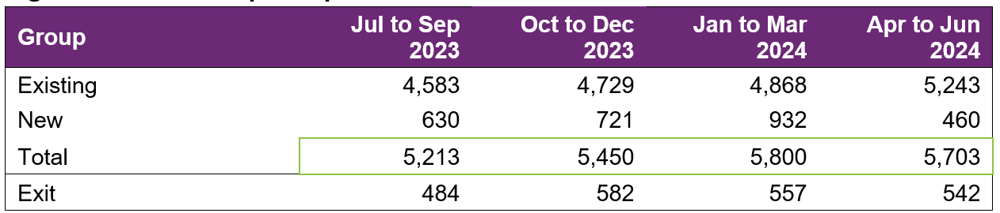 Group Jul to Sep 2023 Oct to Dec 2023 Jan to Mar 2024 Apr to Jun 2024
Existing 4,583 4,729 4,868 5,243
New 630 721 932 460
Total 5,213 5,450 5,800 5,703
Exit 484 582 557 542